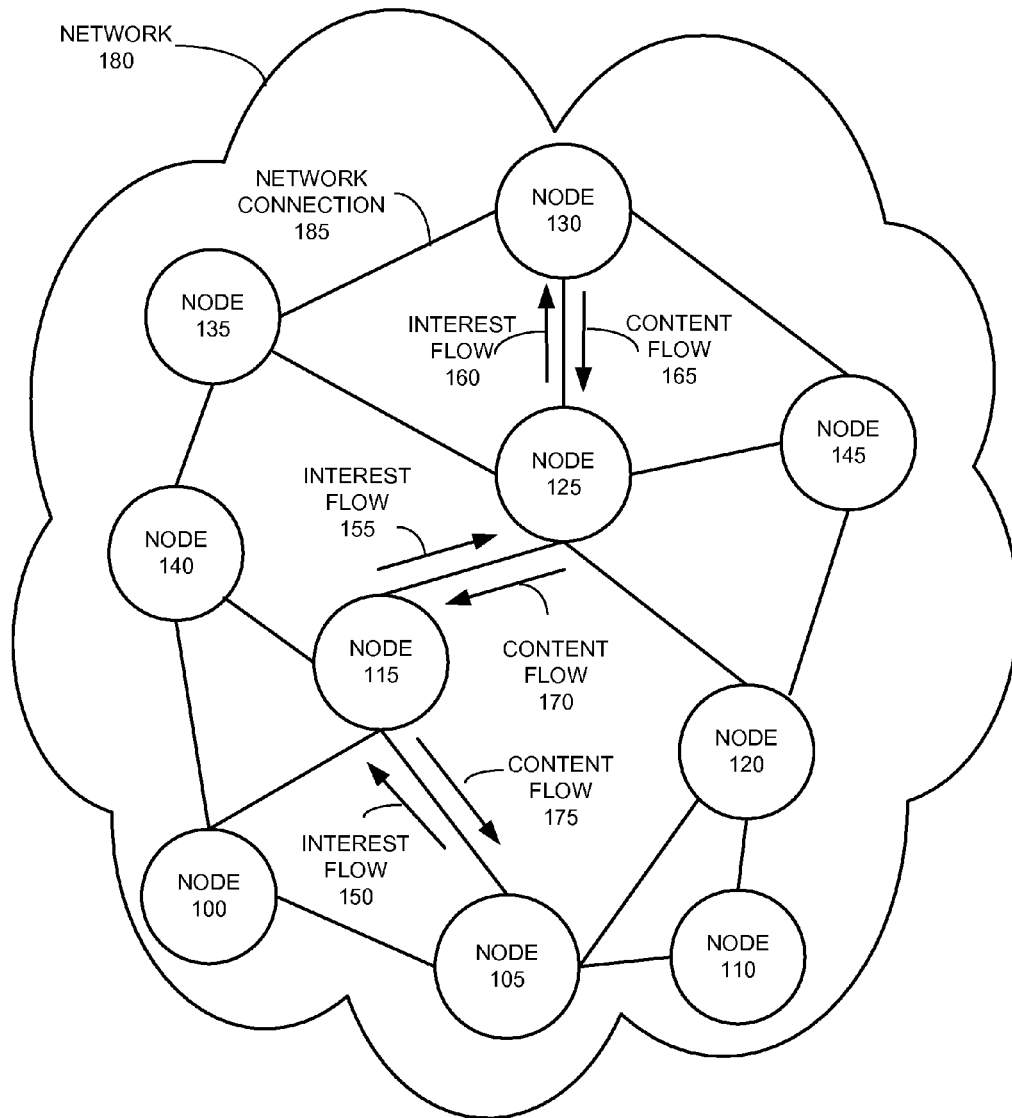 NETWORK
180
NETWORK
CONNECTION
185
NODE
130
NODE
135
INTEREST
FLOW
160
CONTENT
FLOW
165
NODE
145
NODE
125
INTEREST
FLOW
155
NODE
140
NODE
115
CONTENT
FLOW
170
NODE
120
CONTENT
FLOW
175
INTEREST
FLOW
150
NODE
100
NODE
105
NODE
110